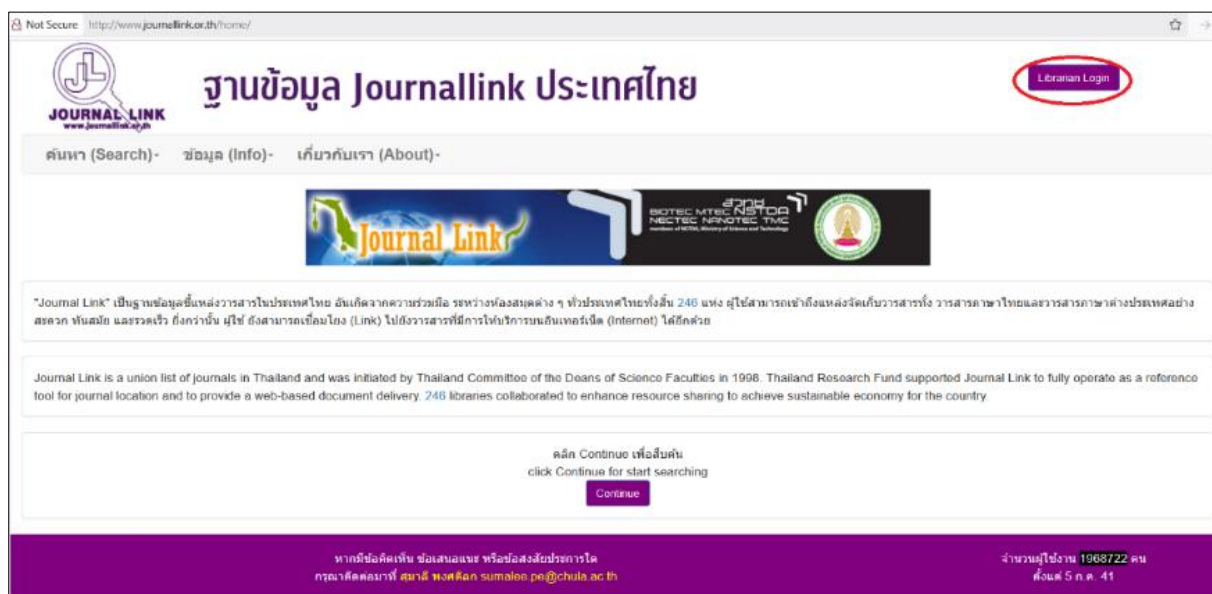 Not Secure http://www.journallink.or.th/home/
JL
JOURNAL LINK
www.journallink.or.th
ฐานข้อมูล Journallink ประเทศไทย
Librarian Login
ค้นหา (Search)- ข้อมูล (Info)- เกี่ยวกับเรา (About)-
Journal Link
สวทช
BIOTEC MTEC NSTDA
NECTEC NANOTEC TMC
members of NSTDA, Ministry of Science and Technology
"Journal Link" เป็นฐานข้อมูลชี้แหล่งวารสารในประเทศไทย อันเกิดจากความร่วมมือ ระหว่างห้องสมุดต่าง ๆ ทั่วประเทศไทยทั้งสิ้น 246 แห่ง ผู้ใช้สามารถเข้าถึงแหล่งจัดเก็บวารสารทั้ง วารสารภาษาไทยและวารสารภาษาต่างประเทศอย่าง
สะดวก ทันสมัย และรวดเร็ว ยิ่งกว่านั้น ผู้ใช้ ยังสามารถเชื่อมโยง (Link) ไปยังวารสารที่มีการให้บริการบนอินเทอร์เน็ต (Internet) ได้อีกด้วย
Journal Link is a union list of journals in Thailand and was initiated by Thailand Committee of the Deans of Science Faculties in 1998. Thailand Research Fund supported Journal Link to fully operate as a reference
tool for journal location and to provide a web-based document delivery. 246 libraries collaborated to enhance resource sharing to achieve sustainable economy for the country.
คลิก Continue เพื่อสืบค้น
click Continue for start searching
Continue
หากมีข้อคิดเห็น ข้อเสนอแนะ หรือข้อสงสัยประการใด
กรุณาติดต่อมาที่ สุมาลี พงศดิลก sumalee.pe@chula.ac.th
จำนวนผู้ใช้งาน 1968722 คน
ตั้งแต่ 5 ก.ค. 41